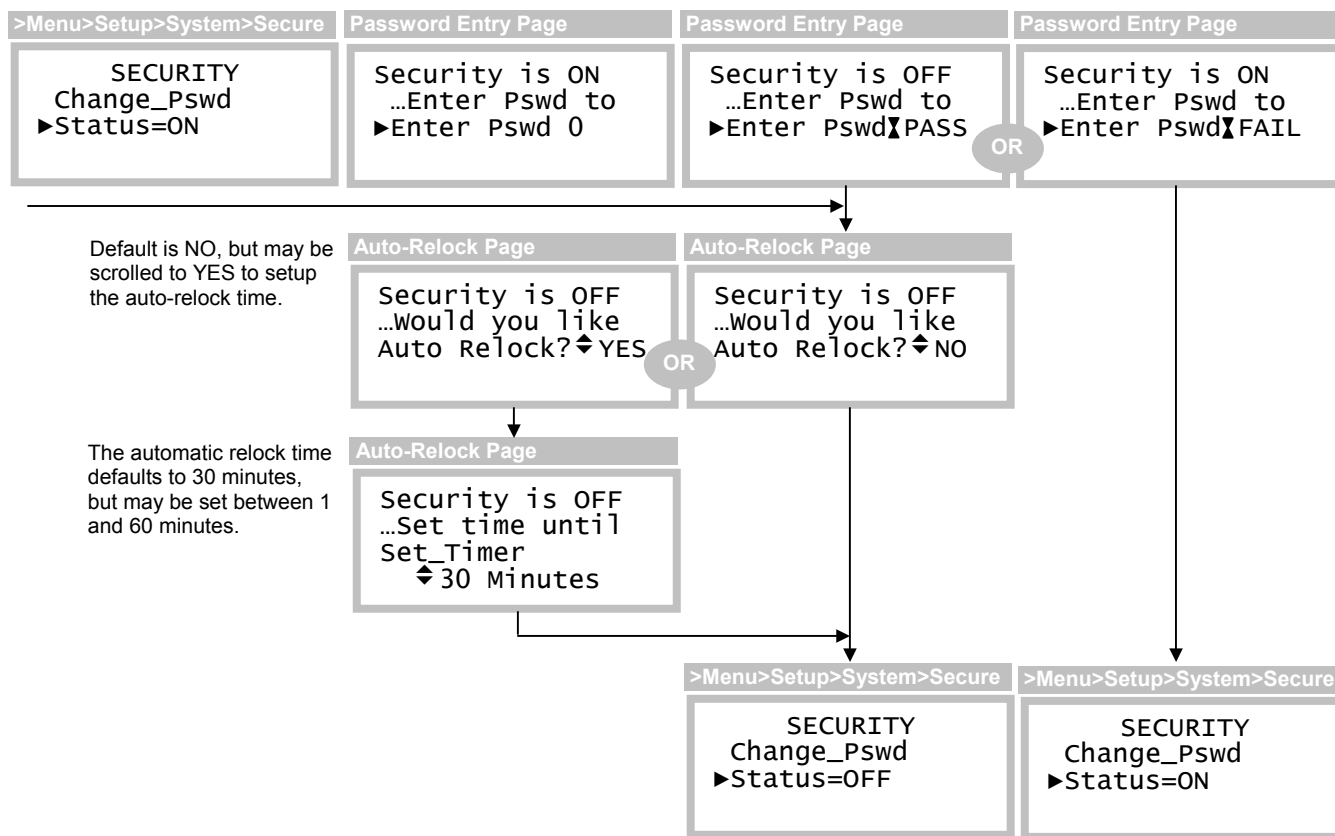 >Menu>Setup>System>Secure
SECURITY
Change_Pswd
►Status=ON
Password Entry Page
Security is ON
…Enter Pswd to
►Enter Pswd 0
Password Entry Page
Security is OFF
…Enter Pswd to
►Enter Pswd PASS
OR
Password Entry Page
Security is ON
…Enter Pswd to
►Enter Pswd FAIL
Default is NO, but may be
scrolled to YES to setup
the auto-relock time.
Auto-Relock Page
Security is OFF
…Would you like
Auto Relock? YES
OR
Auto-Relock Page
Security is OFF
…Would you like
Auto Relock? NO
The automatic relock time
defaults to 30 minutes,
but may be set between 1
and 60 minutes.
Auto-Relock Page
Security is OFF
…Set time until
Set_Timer
30 Minutes
>Menu>Setup>System>Secure
SECURITY
Change_Pswd
►Status=OFF
>Menu>Setup>System>Secure
SECURITY
Change_Pswd
►Status=ON